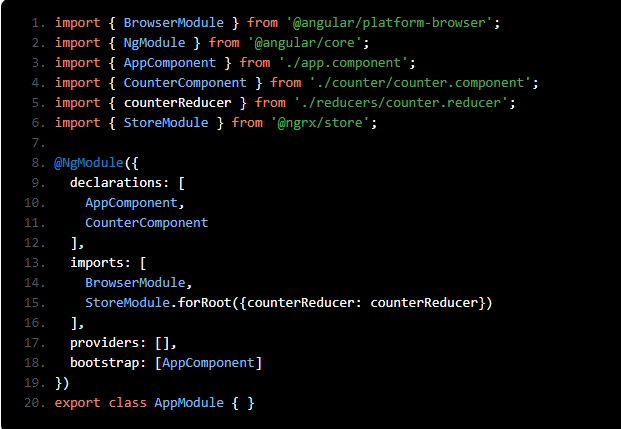 1. import { BrowserModule } from '@angular/platform-browser';
2. import { NgModule } from '@angular/core';
3. import { AppComponent } from './app.component';
4. import { CounterComponent } from './counter/counter.component';
5. import { counterReducer } from './reducers/counter.reducer';
6. import { StoreModule } from '@ngrx/store';
7.
8. @NgModule({
9.   declarations: [
10.     AppComponent,
11.     CounterComponent
12.   ],
13.   imports: [
14.     BrowserModule,
15.     StoreModule.forRoot({counterReducer: counterReducer})
16.   ],
17.   providers: [],
18.   bootstrap: [AppComponent]
19. })
20. export class AppModule { }